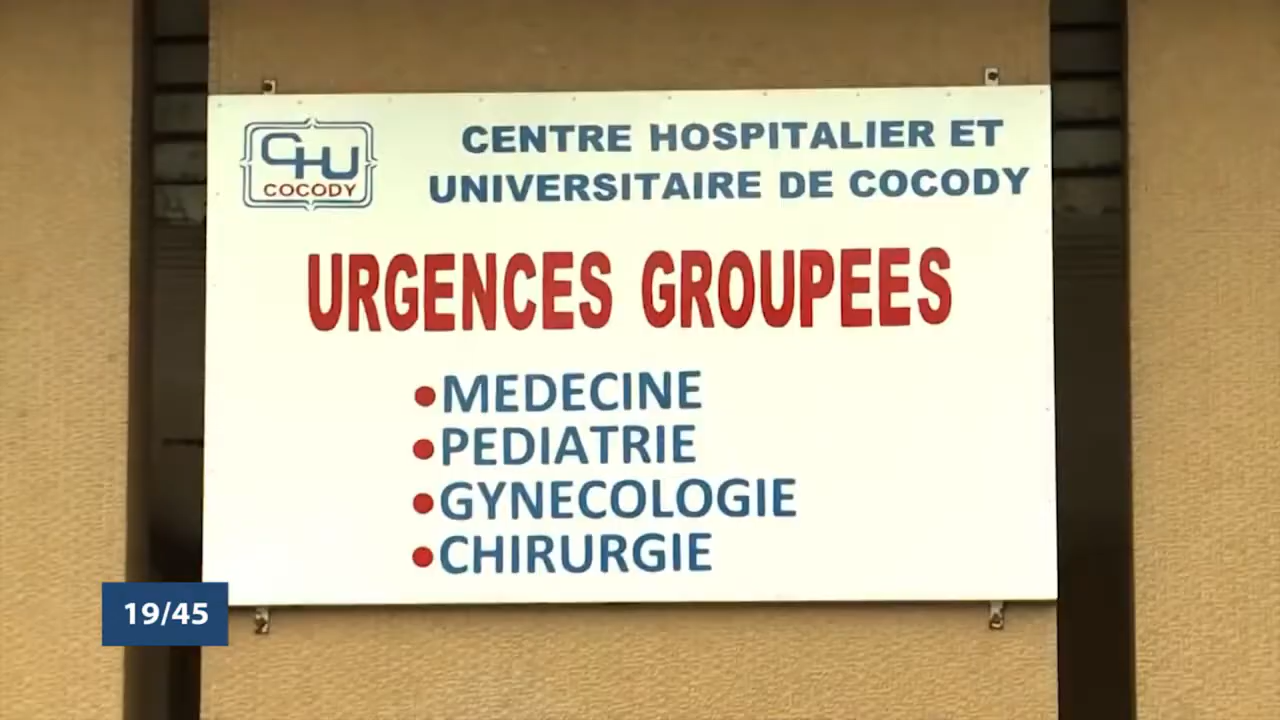 CHU
COCODY
CENTRE HOSPITALIER ET
UNIVERSITAIRE DE COCODY
URGENCES GROUPEES
•MEDECINE
•PEDIATRIE
•GYNECOLOGIE
•CHIRURGIE
19/45